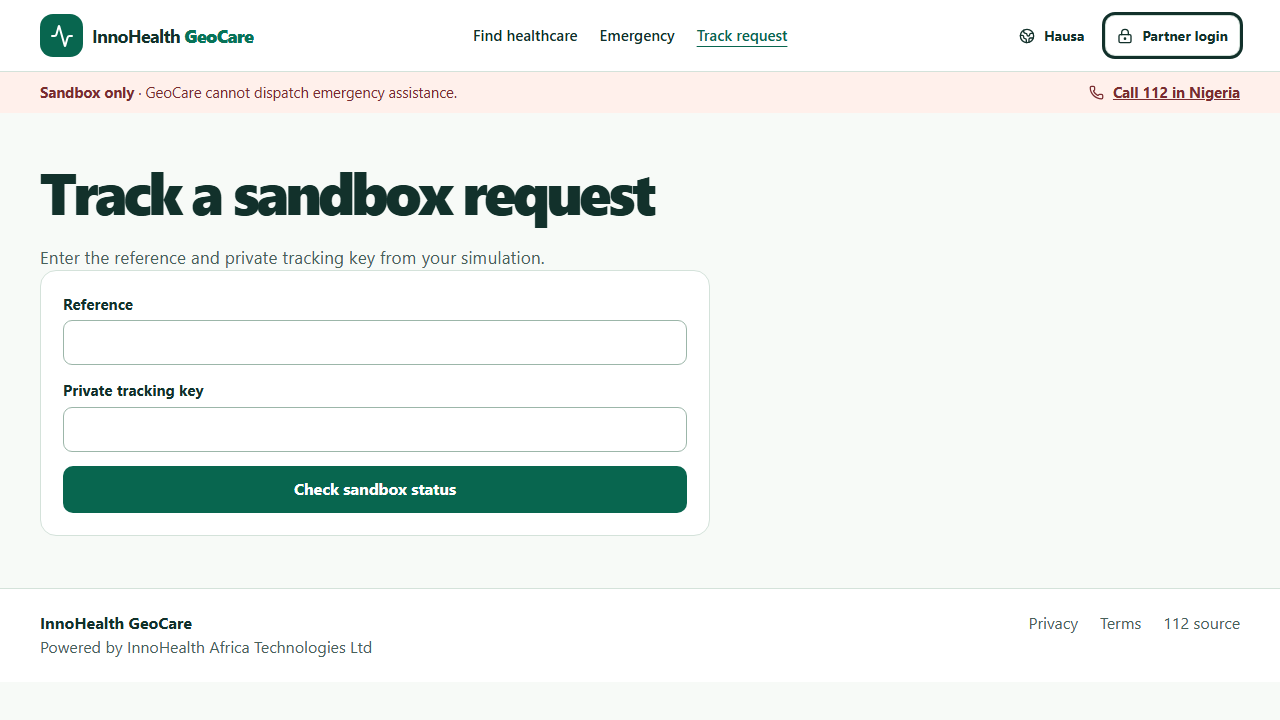 InnoHealth GeoCare
Find healthcare
Emergency
Track request
Hausa
Partner login
Sandbox only · GeoCare cannot dispatch emergency assistance.
Call 112 in Nigeria
Track a sandbox request
Enter the reference and private tracking key from your simulation.
Reference
Private tracking key
Check sandbox status
InnoHealth GeoCare
Powered by InnoHealth Africa Technologies Ltd
Privacy
Terms
112 source